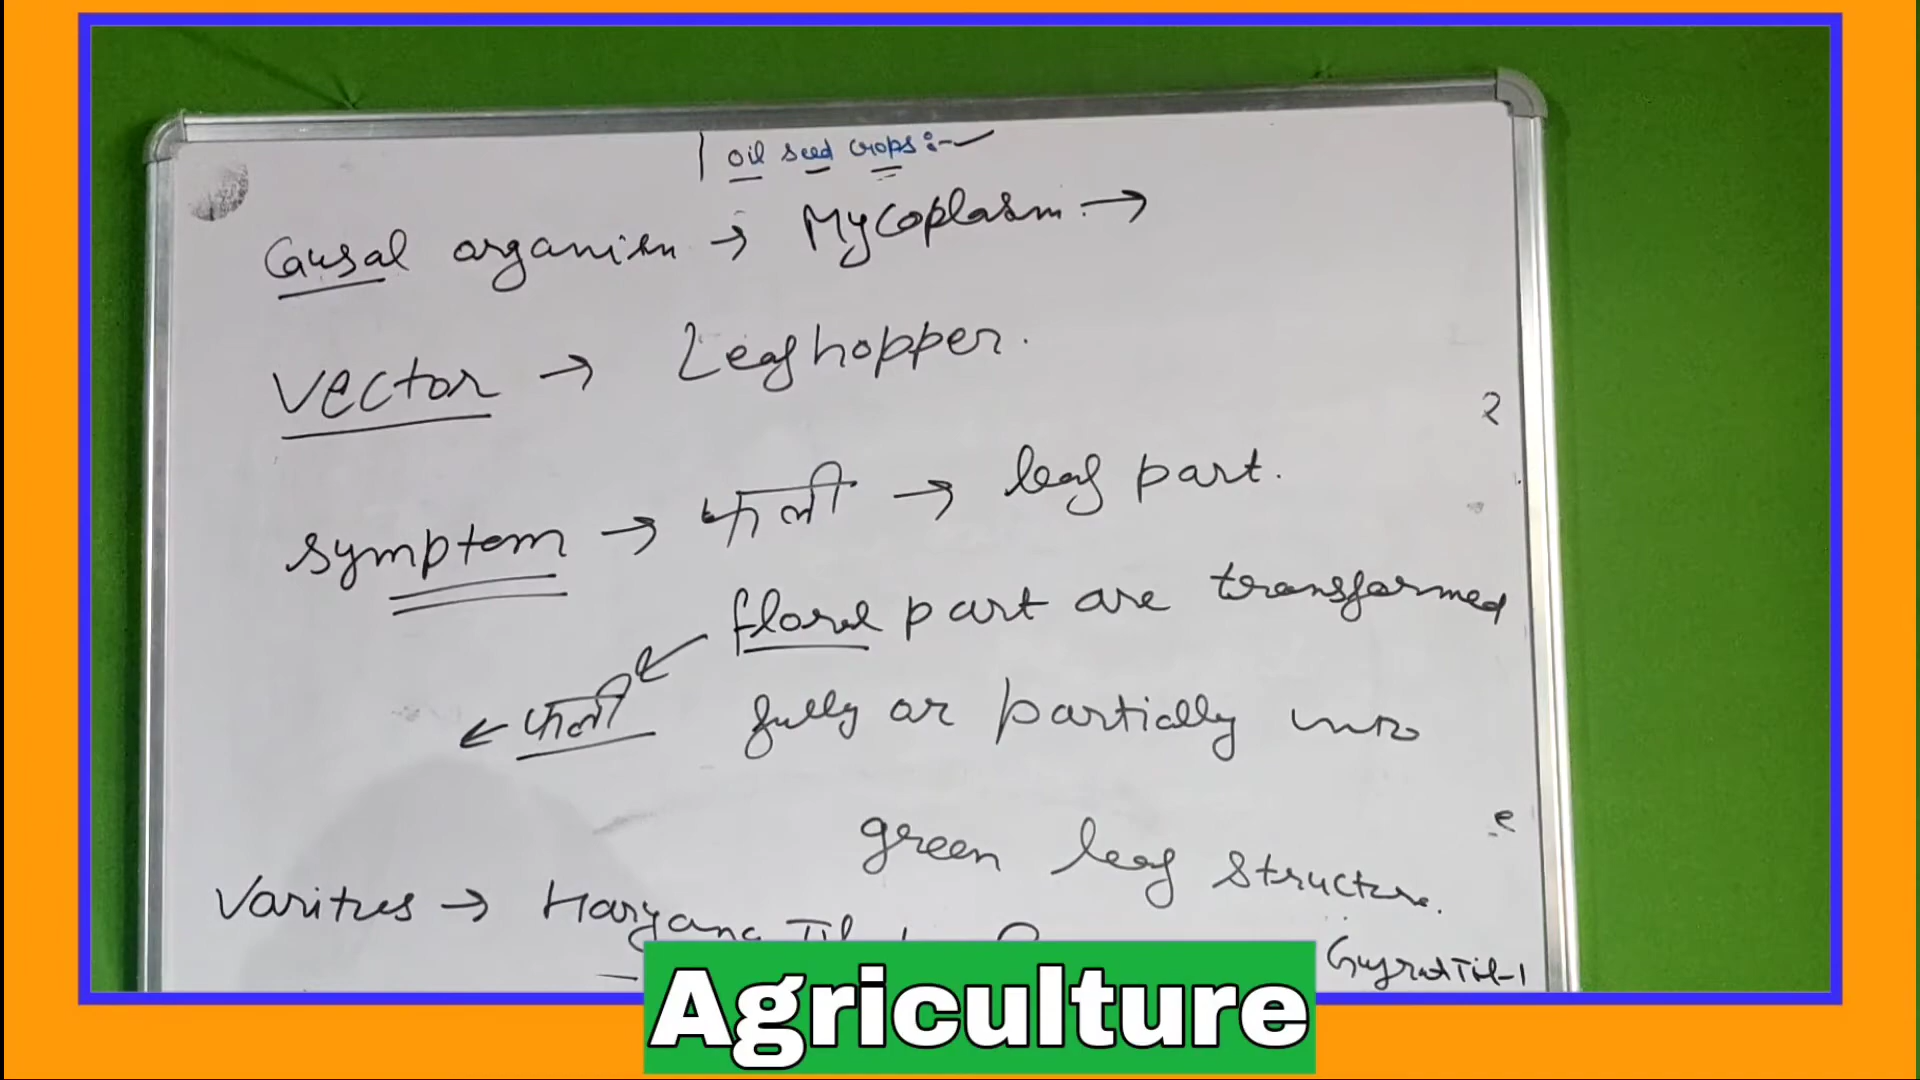 oil seed crops :-
Causal organism → Mycoplasm →
Vector → Leafhopper.
2
Symptom → फली → leaf part.
floral part are transformed
← फली fully or partially into
green leaf structure.
e
Varities → Haryana Til
Gujrat Til-1
Agriculture